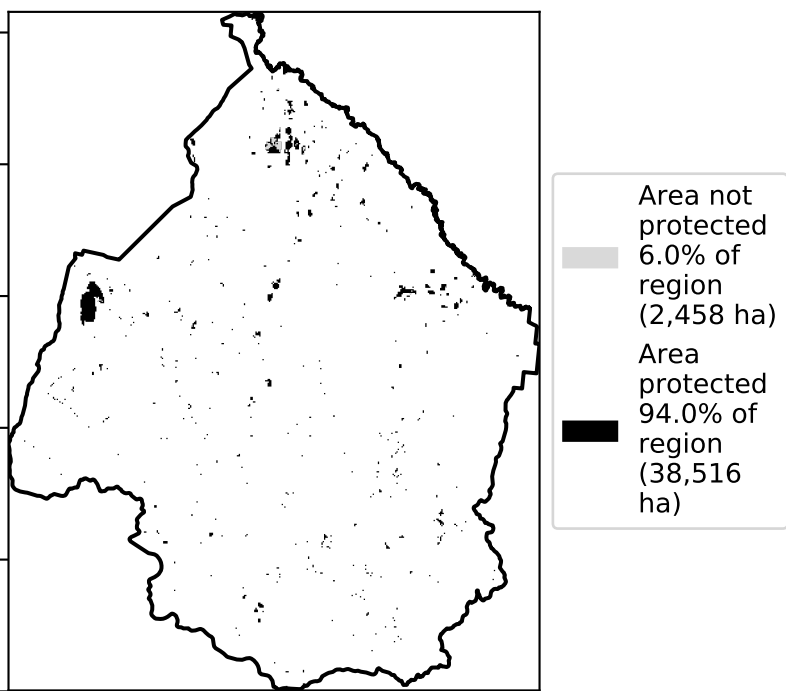 Area not
protected
6.0% of
region
(2,458 ha)
Area
protected
94.0% of
region
(38,516
ha)